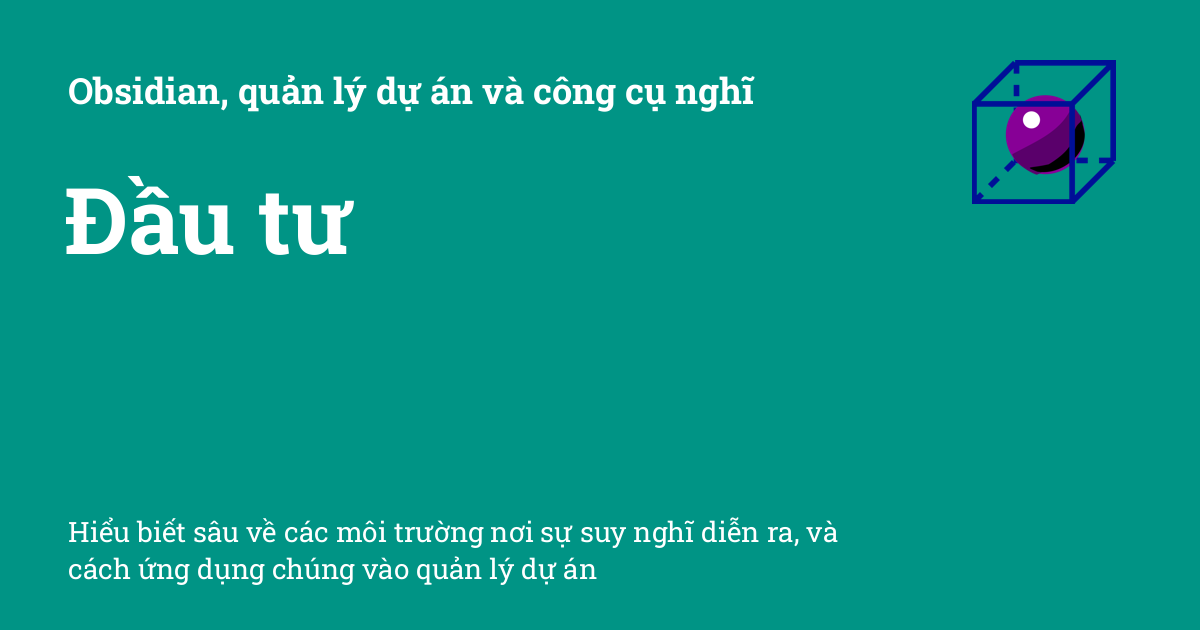 Obsidian, quản lý dự án và công cụ nghĩ
Đầu tư
Hiểu biết sâu về các môi trường nơi sự suy nghĩ diễn ra, và
cách ứng dụng chúng vào quản lý dự án